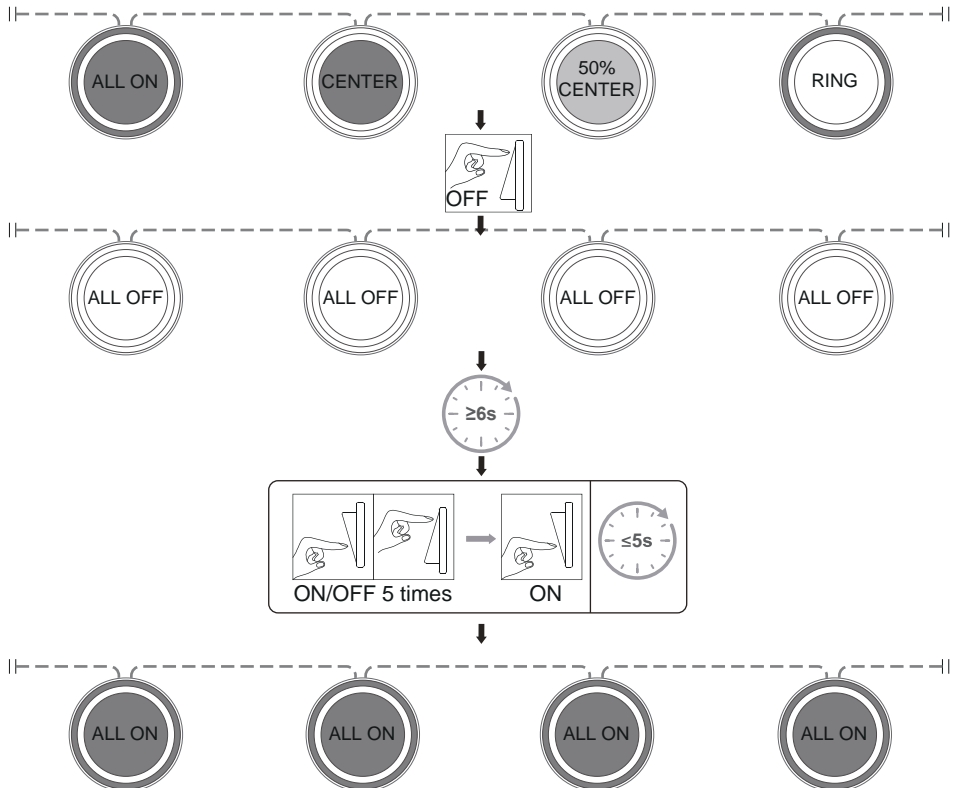 ALL ON
CENTER
50%
CENTER
RING
OFF
ALL OFF
ALL OFF
ALL OFF
ALL OFF
≥6s
≤5s
ON/OFF 5 times
ON
ALL ON
ALL ON
ALL ON
ALL ON